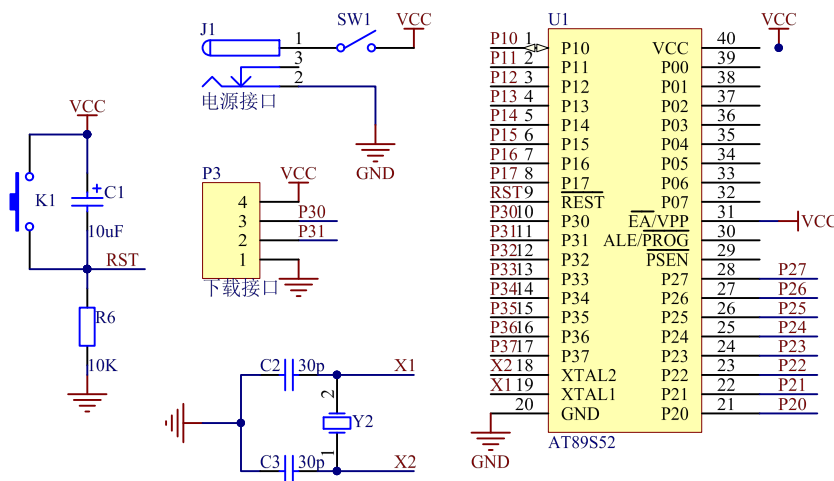 J1
1
SW1
VCC
3
2
电源接口
GND
VCC
K1
C1
10uF
RST
R6
10K
P3
VCC
4
3
P30
2
P31
1
下载接口
C2
30p
X1
2
Y2
1
C3
30p
X2
U1
VCC
P10 1 P10 VCC 40
P11 2 P11 P00 39
P12 3 P12 P01 38
P13 4 P13 P02 37
P14 5 P14 P03 36
P15 6 P15 P04 35
P16 7 P16 P05 34
P17 8 P17 P06 33
RST 9 REST P07 32
P30 10 P30 EA/VPP 31 VCC
P31 11 P31 ALE/PROG 30
P32 12 P32 PSEN 29
P33 13 P33 P27 28 P27
P34 14 P34 P26 27 P26
P35 15 P35 P25 26 P25
P36 16 P36 P24 25 P24
P37 17 P37 P23 24 P23
X2 18 XTAL2 P22 23 P22
X1 19 XTAL1 P21 22 P21
20 GND P20 21 P20
GND
AT89S52